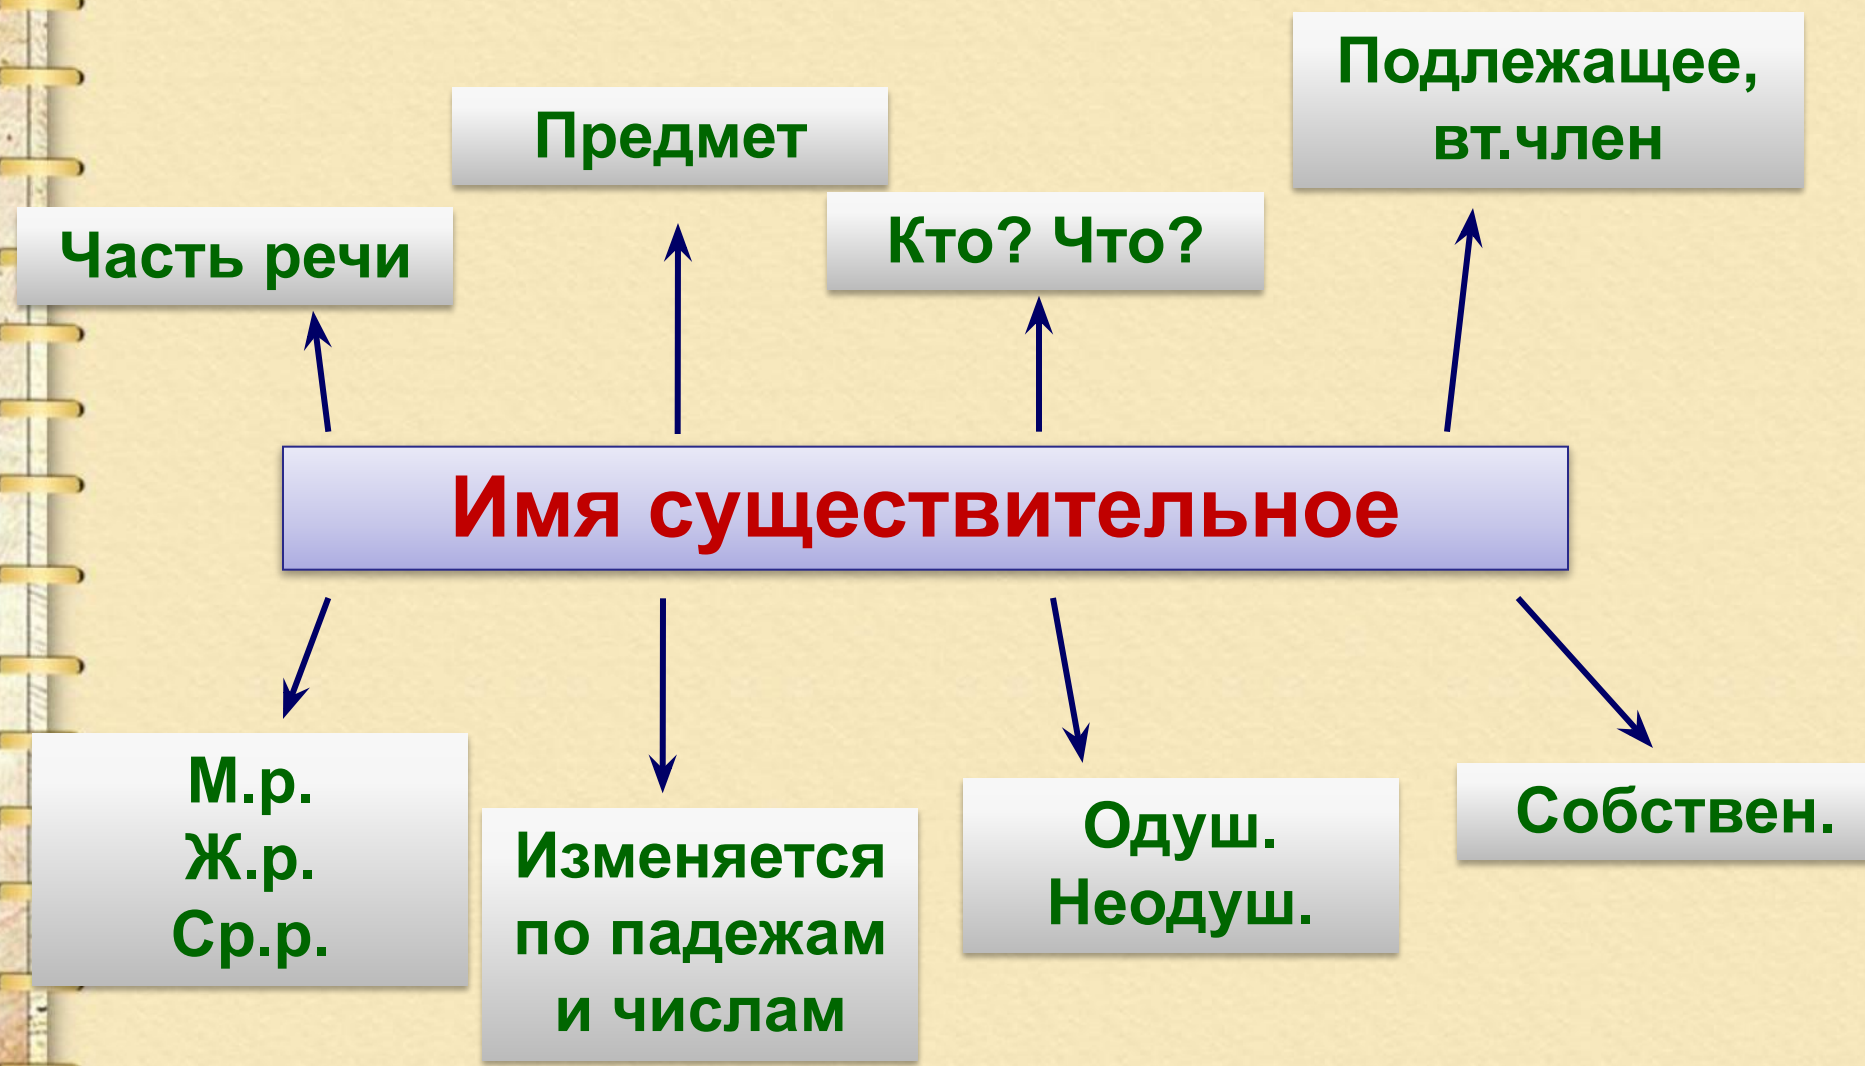 Подлежащее,
вт.член
Предмет
Кто? Что?
Часть речи
Имя существительное
М.р.
Ж.р.
Ср.р.
Изменяется
по падежам
и числам
Одуш.
Неодуш.
Собствен.